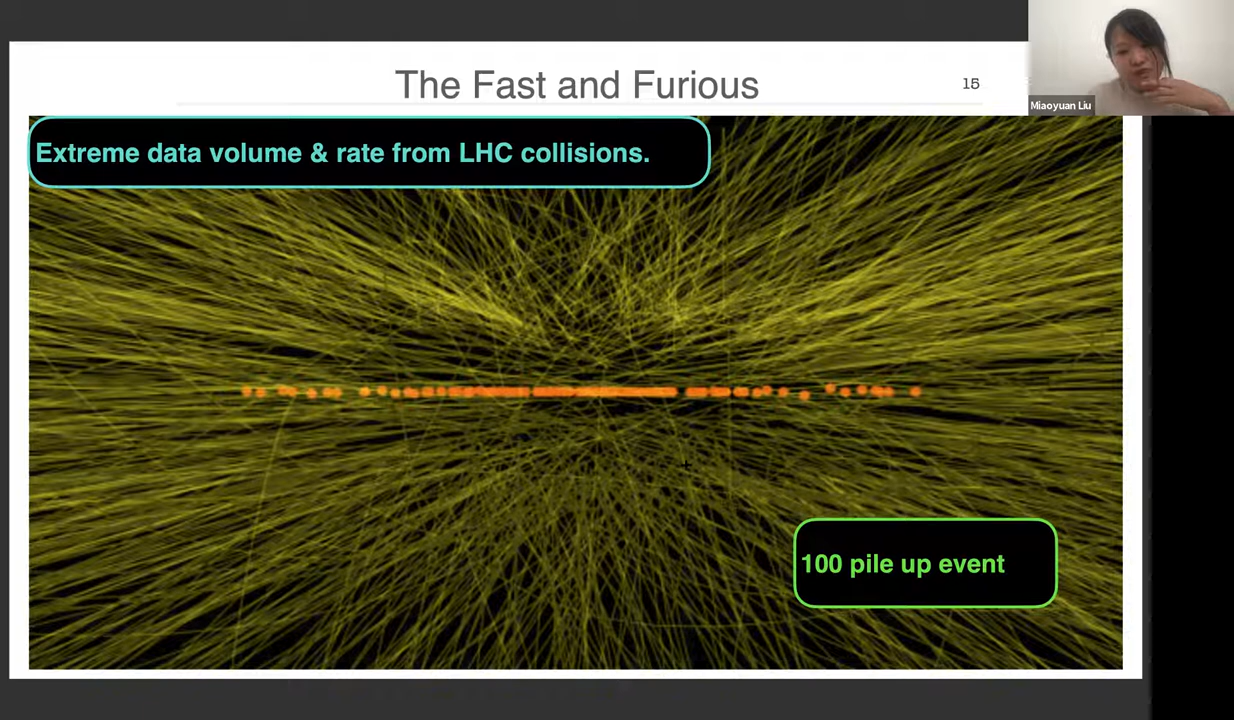 The Fast and Furious
15
Miaoyuan Liu
Extreme data volume & rate from LHC collisions.
100 pile up event